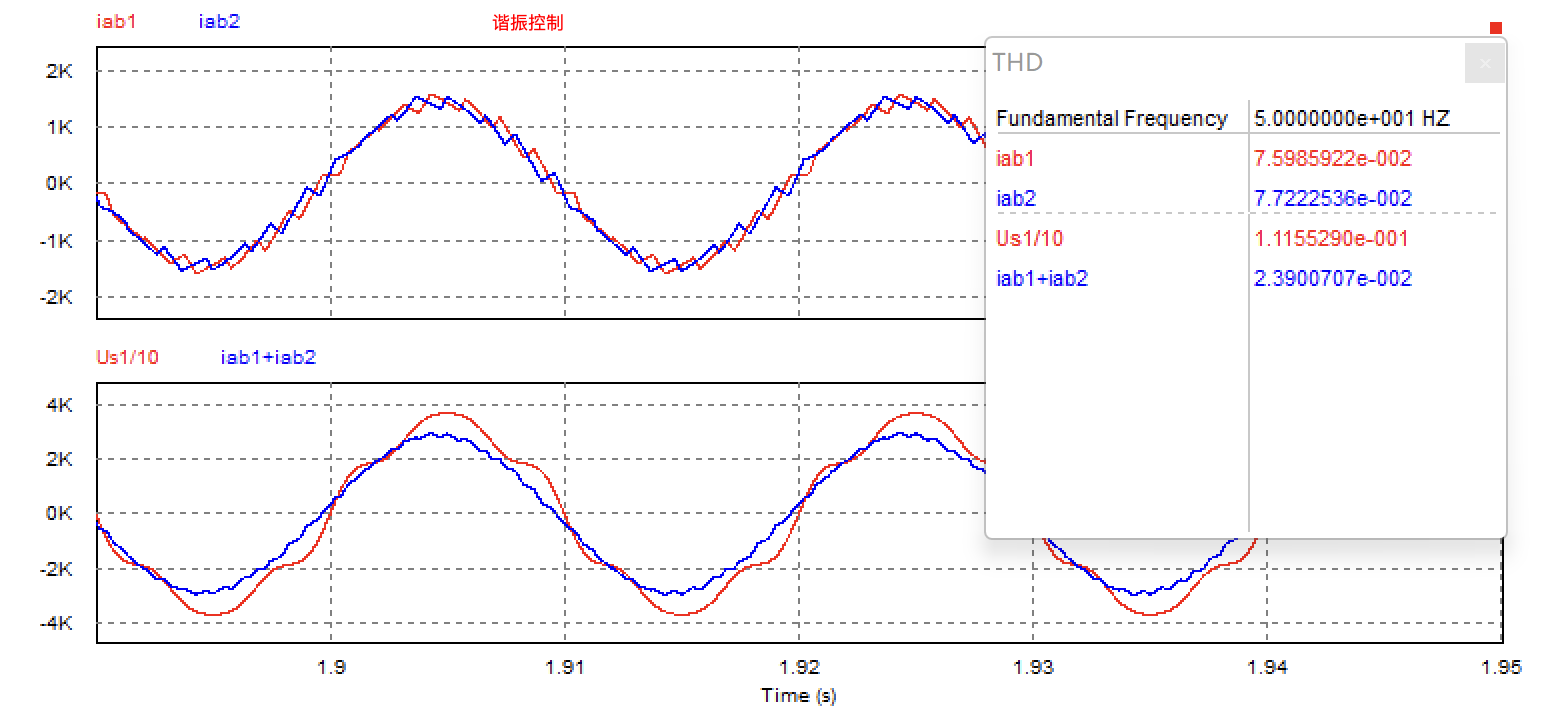 iab1 iab2 谐振控制
THD
×
Fundamental Frequency 5.0000000e+001 HZ
iab1 7.5985922e-002
iab2 7.7222536e-002
Us1/10 1.1155290e-001
iab1+iab2 2.3900707e-002
2K
1K
0K
-1K
-2K
Us1/10 iab1+iab2
4K
2K
0K
-2K
-4K
1.9 1.91 1.92 1.93 1.94 1.95
Time (s)